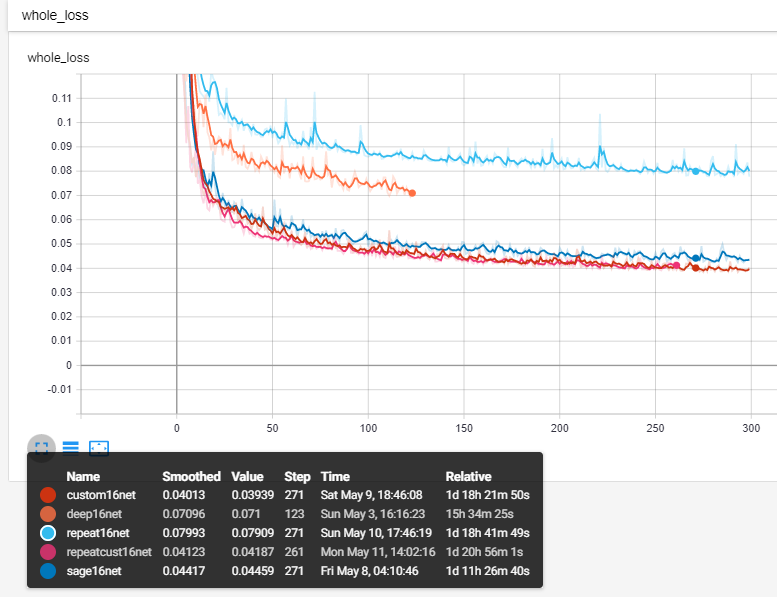 whole_loss
whole_loss
0.11
0.1
0.09
0.08
0.07
0.06
0.05
0.04
0.03
0.02
0.01
0
-0.01
0 50 100 150 200 250 300
Name Smoothed Value Step Time Relative
custom16net 0.04013 0.03939 271 Sat May 9, 18:46:08 1d 18h 21m 50s
deep16net 0.07096 0.071 123 Sun May 3, 16:16:23 15h 34m 25s
repeat16net 0.07993 0.07909 271 Sun May 10, 17:46:19 1d 18h 41m 49s
repeatcust16net 0.04123 0.04187 261 Mon May 11, 14:02:16 1d 20h 56m 1s
sage16net 0.04417 0.04459 271 Fri May 8, 04:10:46 1d 11h 26m 40s